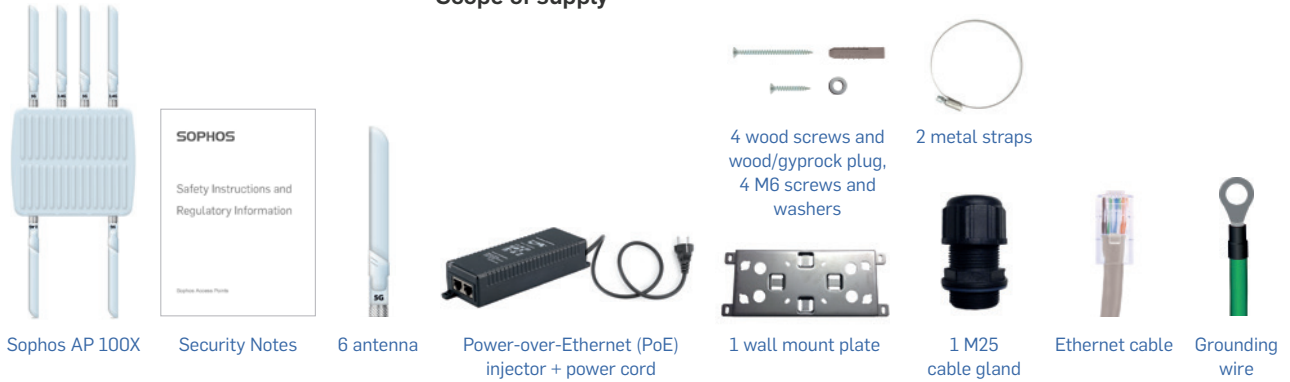 Scope of supply
SOPHOS
Safety Instructions and
Regulatory Information
Sophos Access Points
5G
Sophos AP 100X
Security Notes
6 antenna
Power-over-Ethernet (PoE)
injector + power cord
4 wood screws and
wood/gyprock plug,
4 M6 screws and
washers
2 metal straps
1 wall mount plate
1 M25
cable gland
Ethernet cable
Grounding
wire